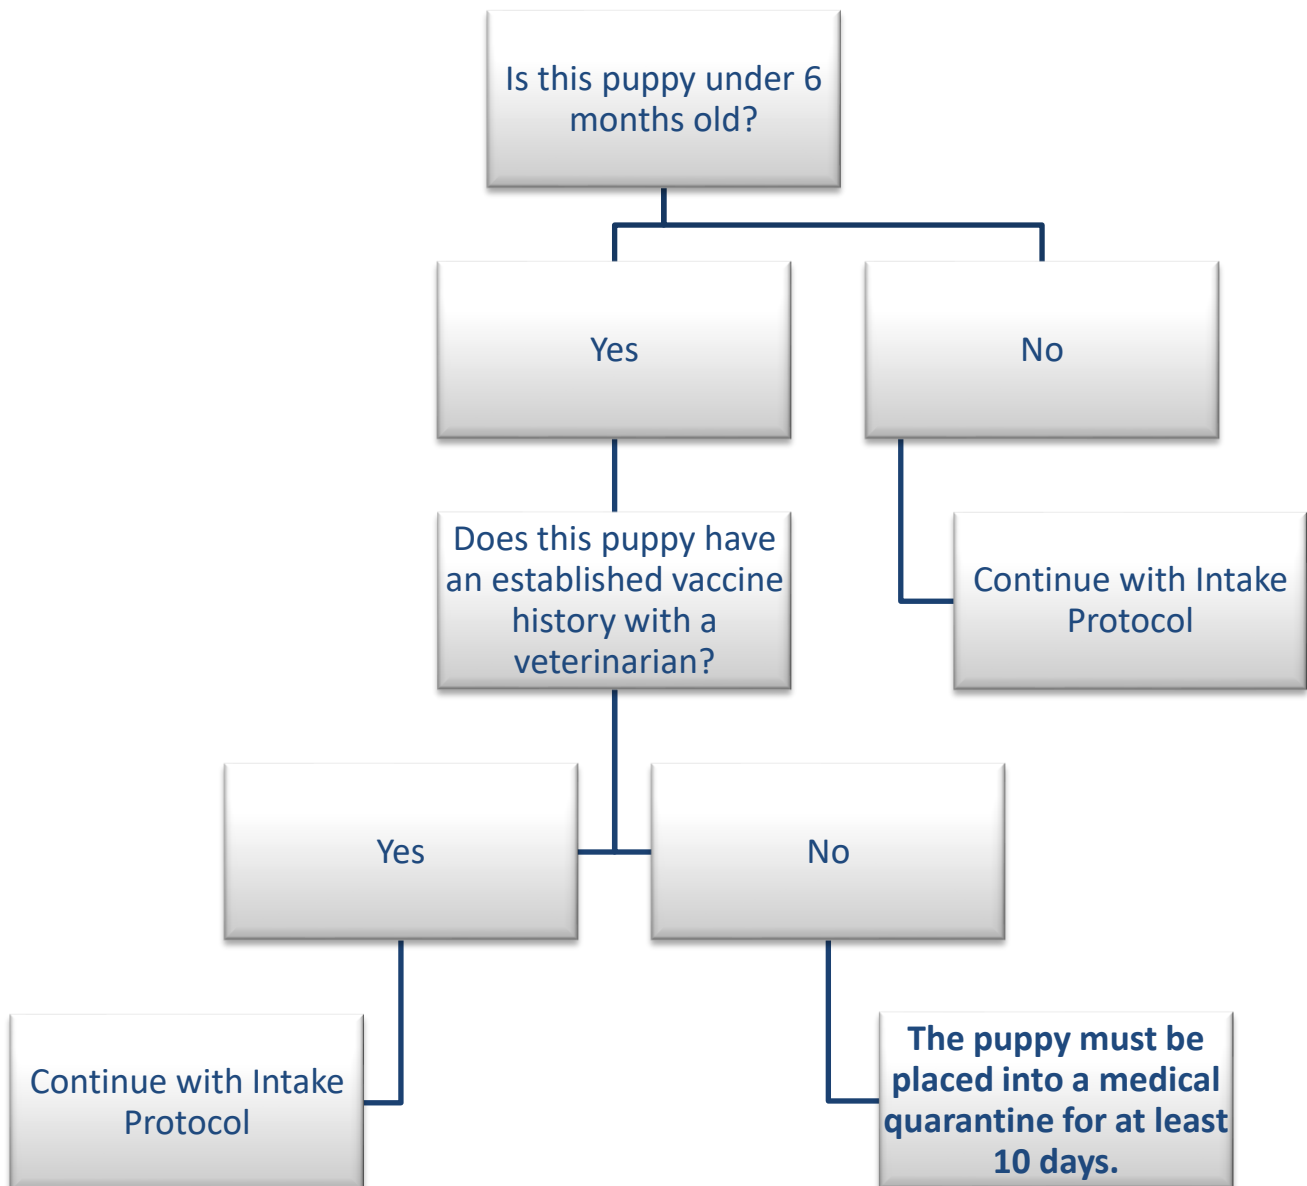 Is this puppy under 6
months old?
Yes
No
Does this puppy have
an established vaccine
history with a
veterinarian?
Continue with Intake
Protocol
Yes
No
Continue with Intake
Protocol
The puppy must be
placed into a medical
quarantine for at least
10 days.